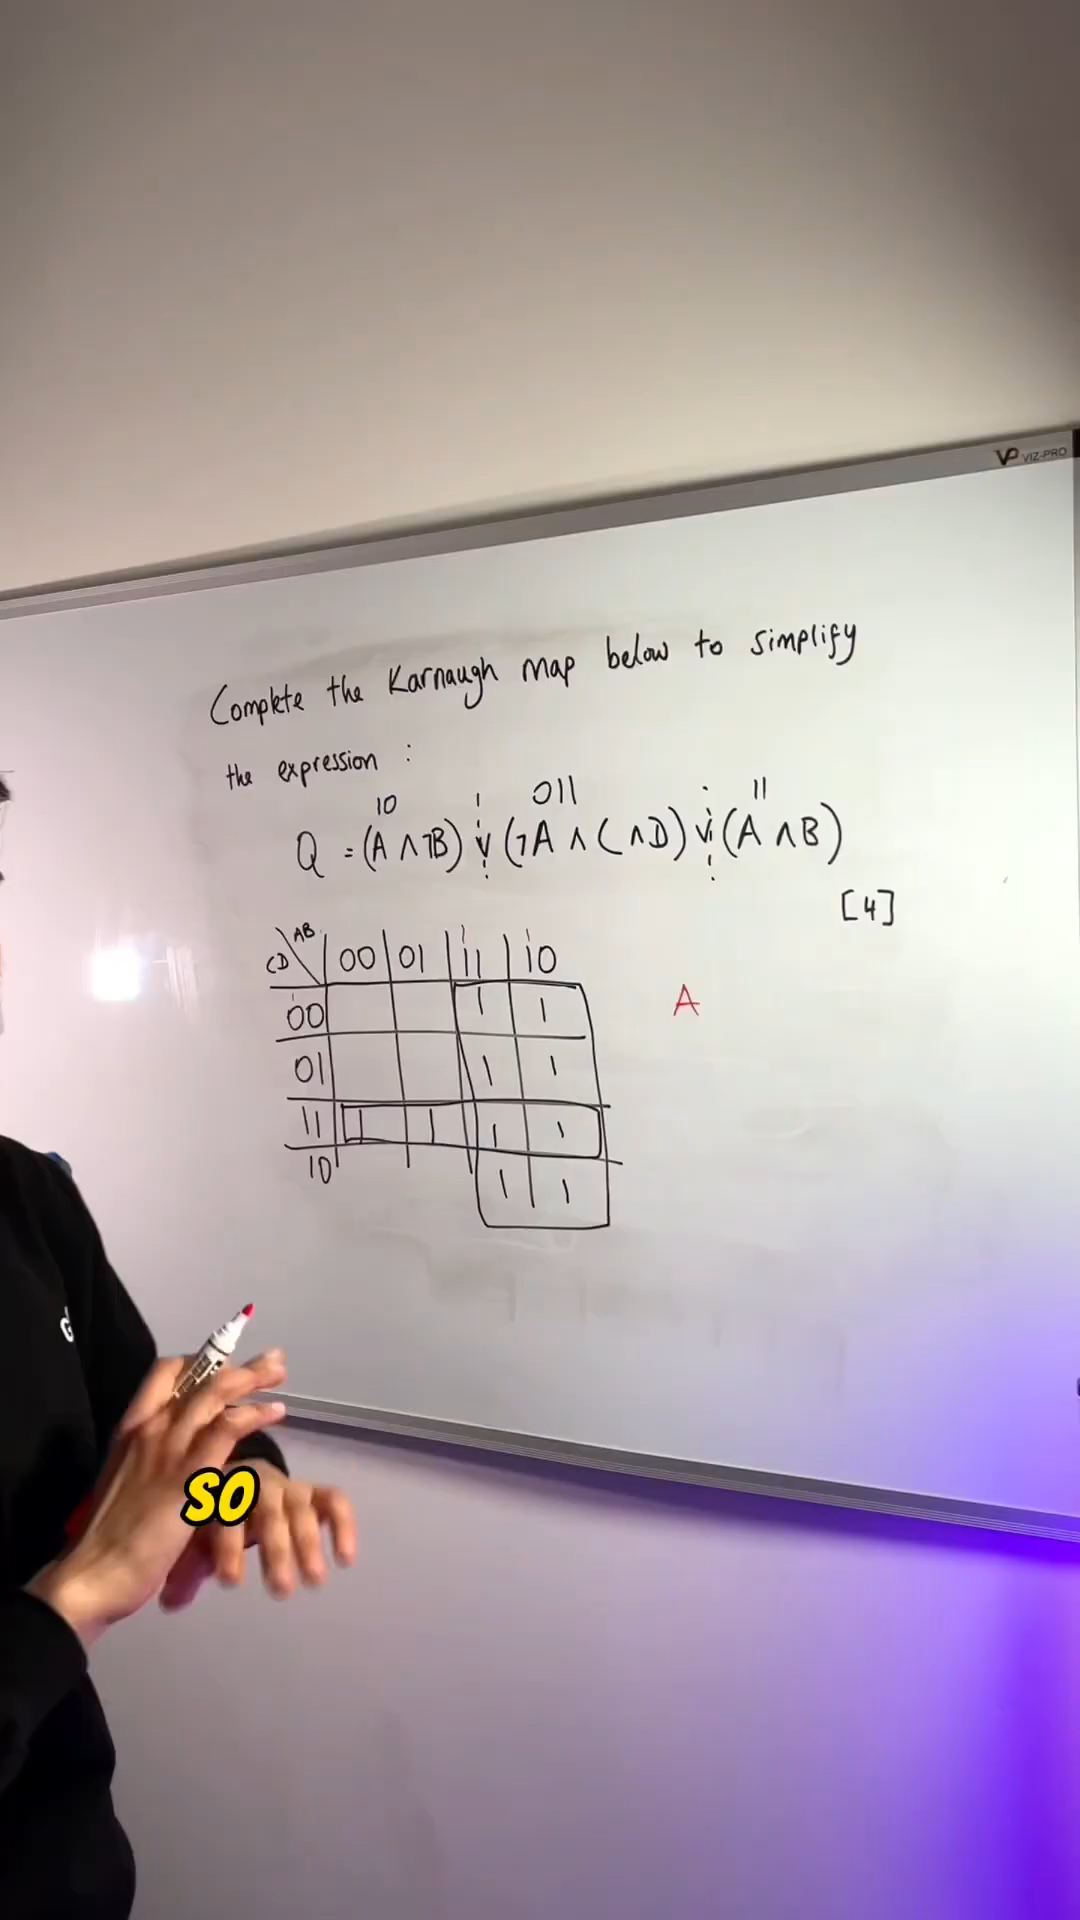 VP VIZ-PRO
Complete the Karnaugh map below to simplify
the expression :
10 011 11
Q = (A ∧ ¬B) ∨ (¬A ∧ C ∧ D) ∨ (A ∧ B)
[4]
CD AB 00 01 11 10
00 1 1
01 1 1
11 1 1 1 1
10 1 1
A
G
SO